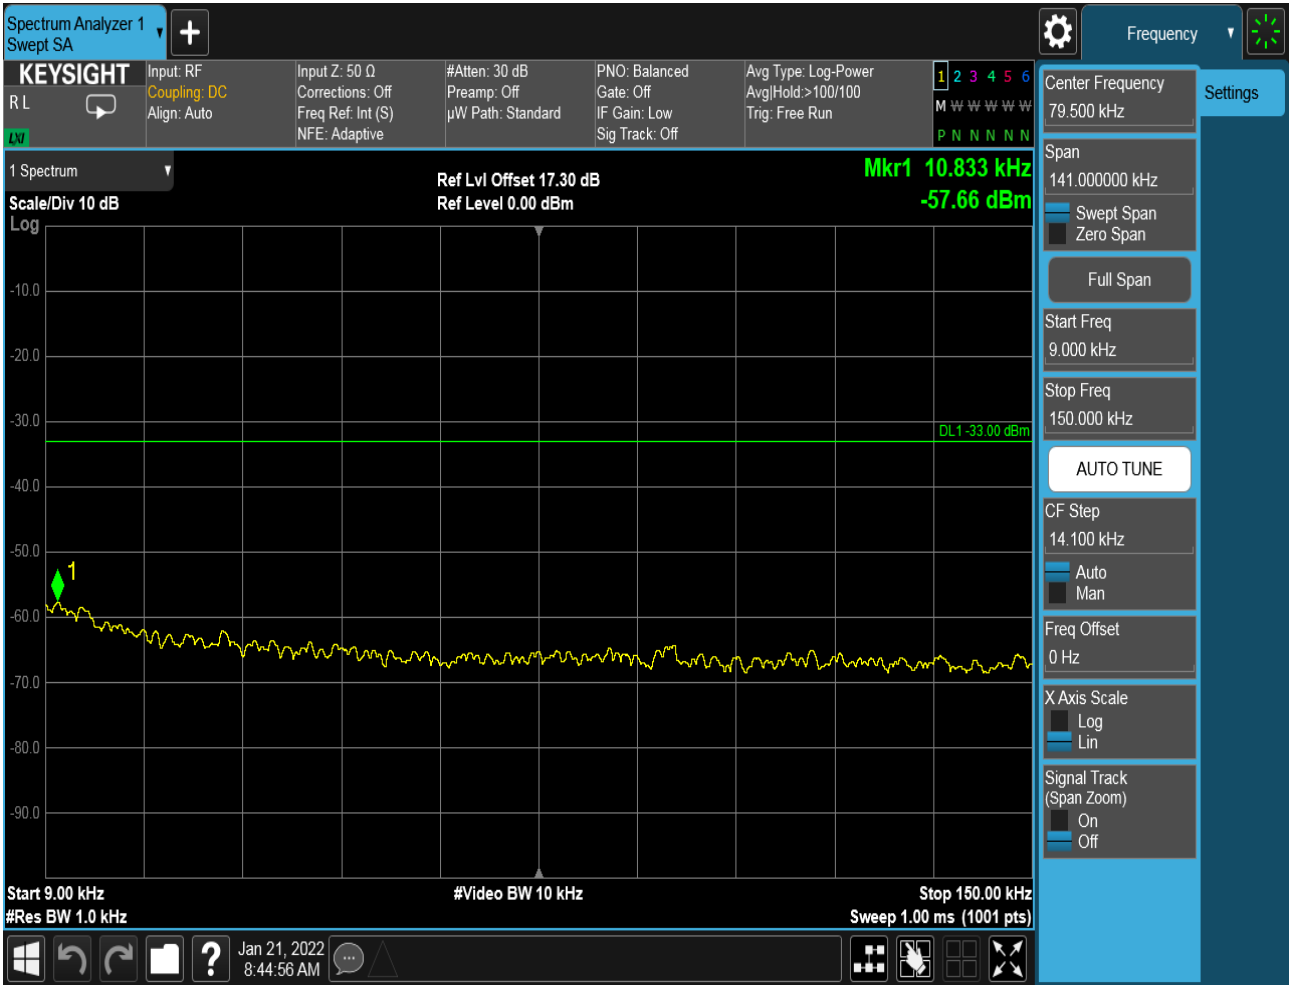 Spectrum Analyzer 1
Swept SA
Frequency
Settings
KEYSIGHT
R L
LXI
Input: RF
Coupling: DC
Align: Auto
Input Z: 50 Ω
Corrections: Off
Freq Ref: Int (S)
NFE: Adaptive
#Atten: 30 dB
Preamp: Off
µW Path: Standard
PNO: Balanced
Gate: Off
IF Gain: Low
Sig Track: Off
Avg Type: Log-Power
Avg|Hold:>100/100
Trig: Free Run
1 2 3 4 5 6
M W W W W W
P N N N N N
1 Spectrum
Scale/Div 10 dB
Log
Ref Lvl Offset 17.30 dB
Ref Level 0.00 dBm
Mkr1 10.833 kHz
-57.66 dBm
-10.0
-20.0
-30.0
DL1 -33.00 dBm
-40.0
-50.0
1
-60.0
-70.0
-80.0
-90.0
Start 9.00 kHz
#Video BW 10 kHz
Stop 150.00 kHz
#Res BW 1.0 kHz
Sweep 1.00 ms (1001 pts)
Center Frequency
79.500 kHz
Span
141.000000 kHz
Swept Span
Zero Span
Full Span
Start Freq
9.000 kHz
Stop Freq
150.000 kHz
AUTO TUNE
CF Step
14.100 kHz
Auto
Man
Freq Offset
0 Hz
X Axis Scale
Log
Lin
Signal Track
(Span Zoom)
On
Off
?
Jan 21, 2022
8:44:56 AM